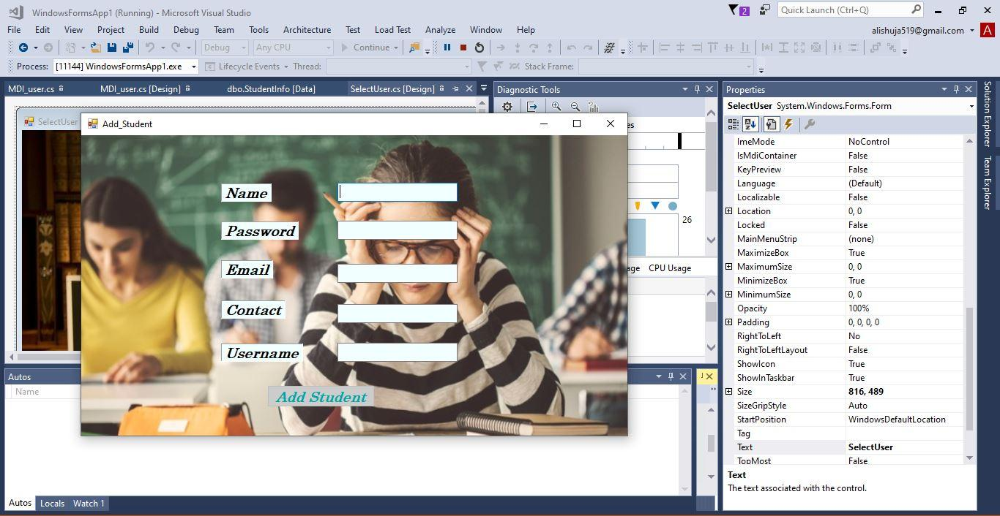 WindowsFormsApp1 (Running) - Microsoft Visual Studio
2
Quick Launch (Ctrl+Q)
File Edit View Project Build Debug Team Tools Architecture Test Load Test Analyze Window Help
alishuja519@gmail.com A
Debug Any CPU Continue
Process: [11144] WindowsFormsApp1.exe Lifecycle Events Thread: Stack Frame:
MDI_user.cs MDI_user.cs [Design] dbo.StudentInfo [Data] SelectUser.cs [Design]
SelectUser
Add_Student
Name
Password
Email
Contact
Username
Add Student
Diagnostic Tools
es
26
age CPU Usage
Autos
Name
Autos Locals Watch 1
Properties
SelectUser System.Windows.Forms.Form
ImeMode NoControl
IsMdiContainer False
KeyPreview False
Language (Default)
Localizable False
Location 0, 0
Locked False
MainMenuStrip (none)
MaximizeBox True
MaximumSize 0, 0
MinimizeBox True
MinimumSize 0, 0
Opacity 100%
Padding 0, 0, 0, 0
RightToLeft No
RightToLeftLayout False
ShowIcon True
ShowInTaskbar True
Size 816, 489
SizeGripStyle Auto
StartPosition WindowsDefaultLocation
Tag
Text SelectUser
TopMost False
Text
The text associated with the control.
Solution Explorer
Team Explorer